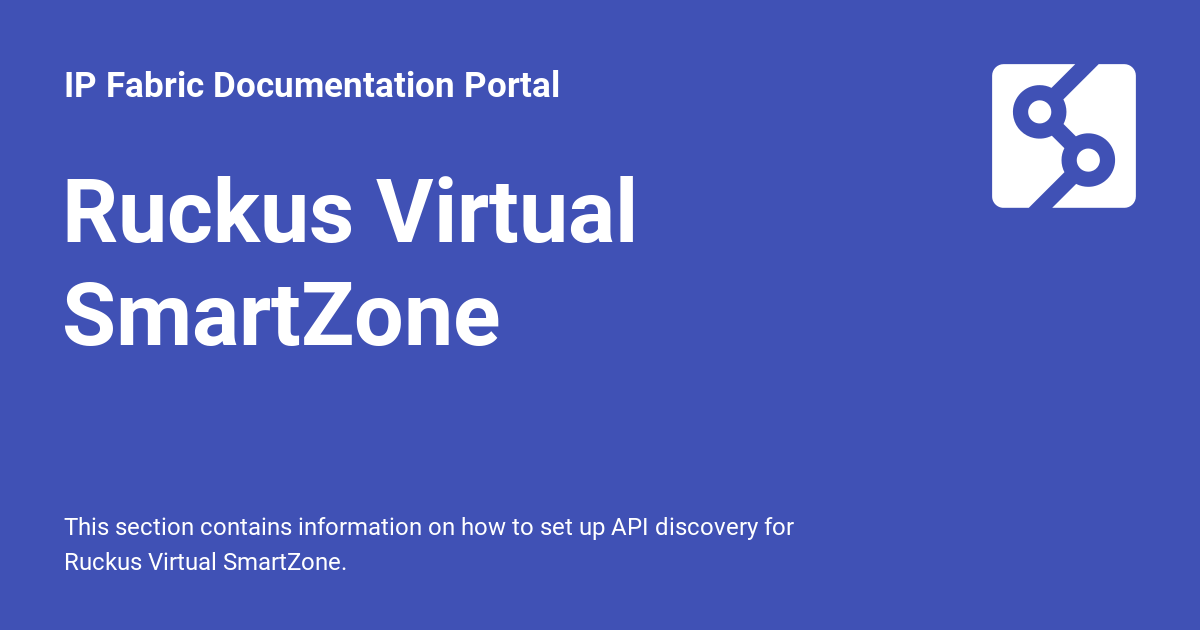 IP Fabric Documentation Portal
Ruckus Virtual
SmartZone
This section contains information on how to set up API discovery for
Ruckus Virtual SmartZone.